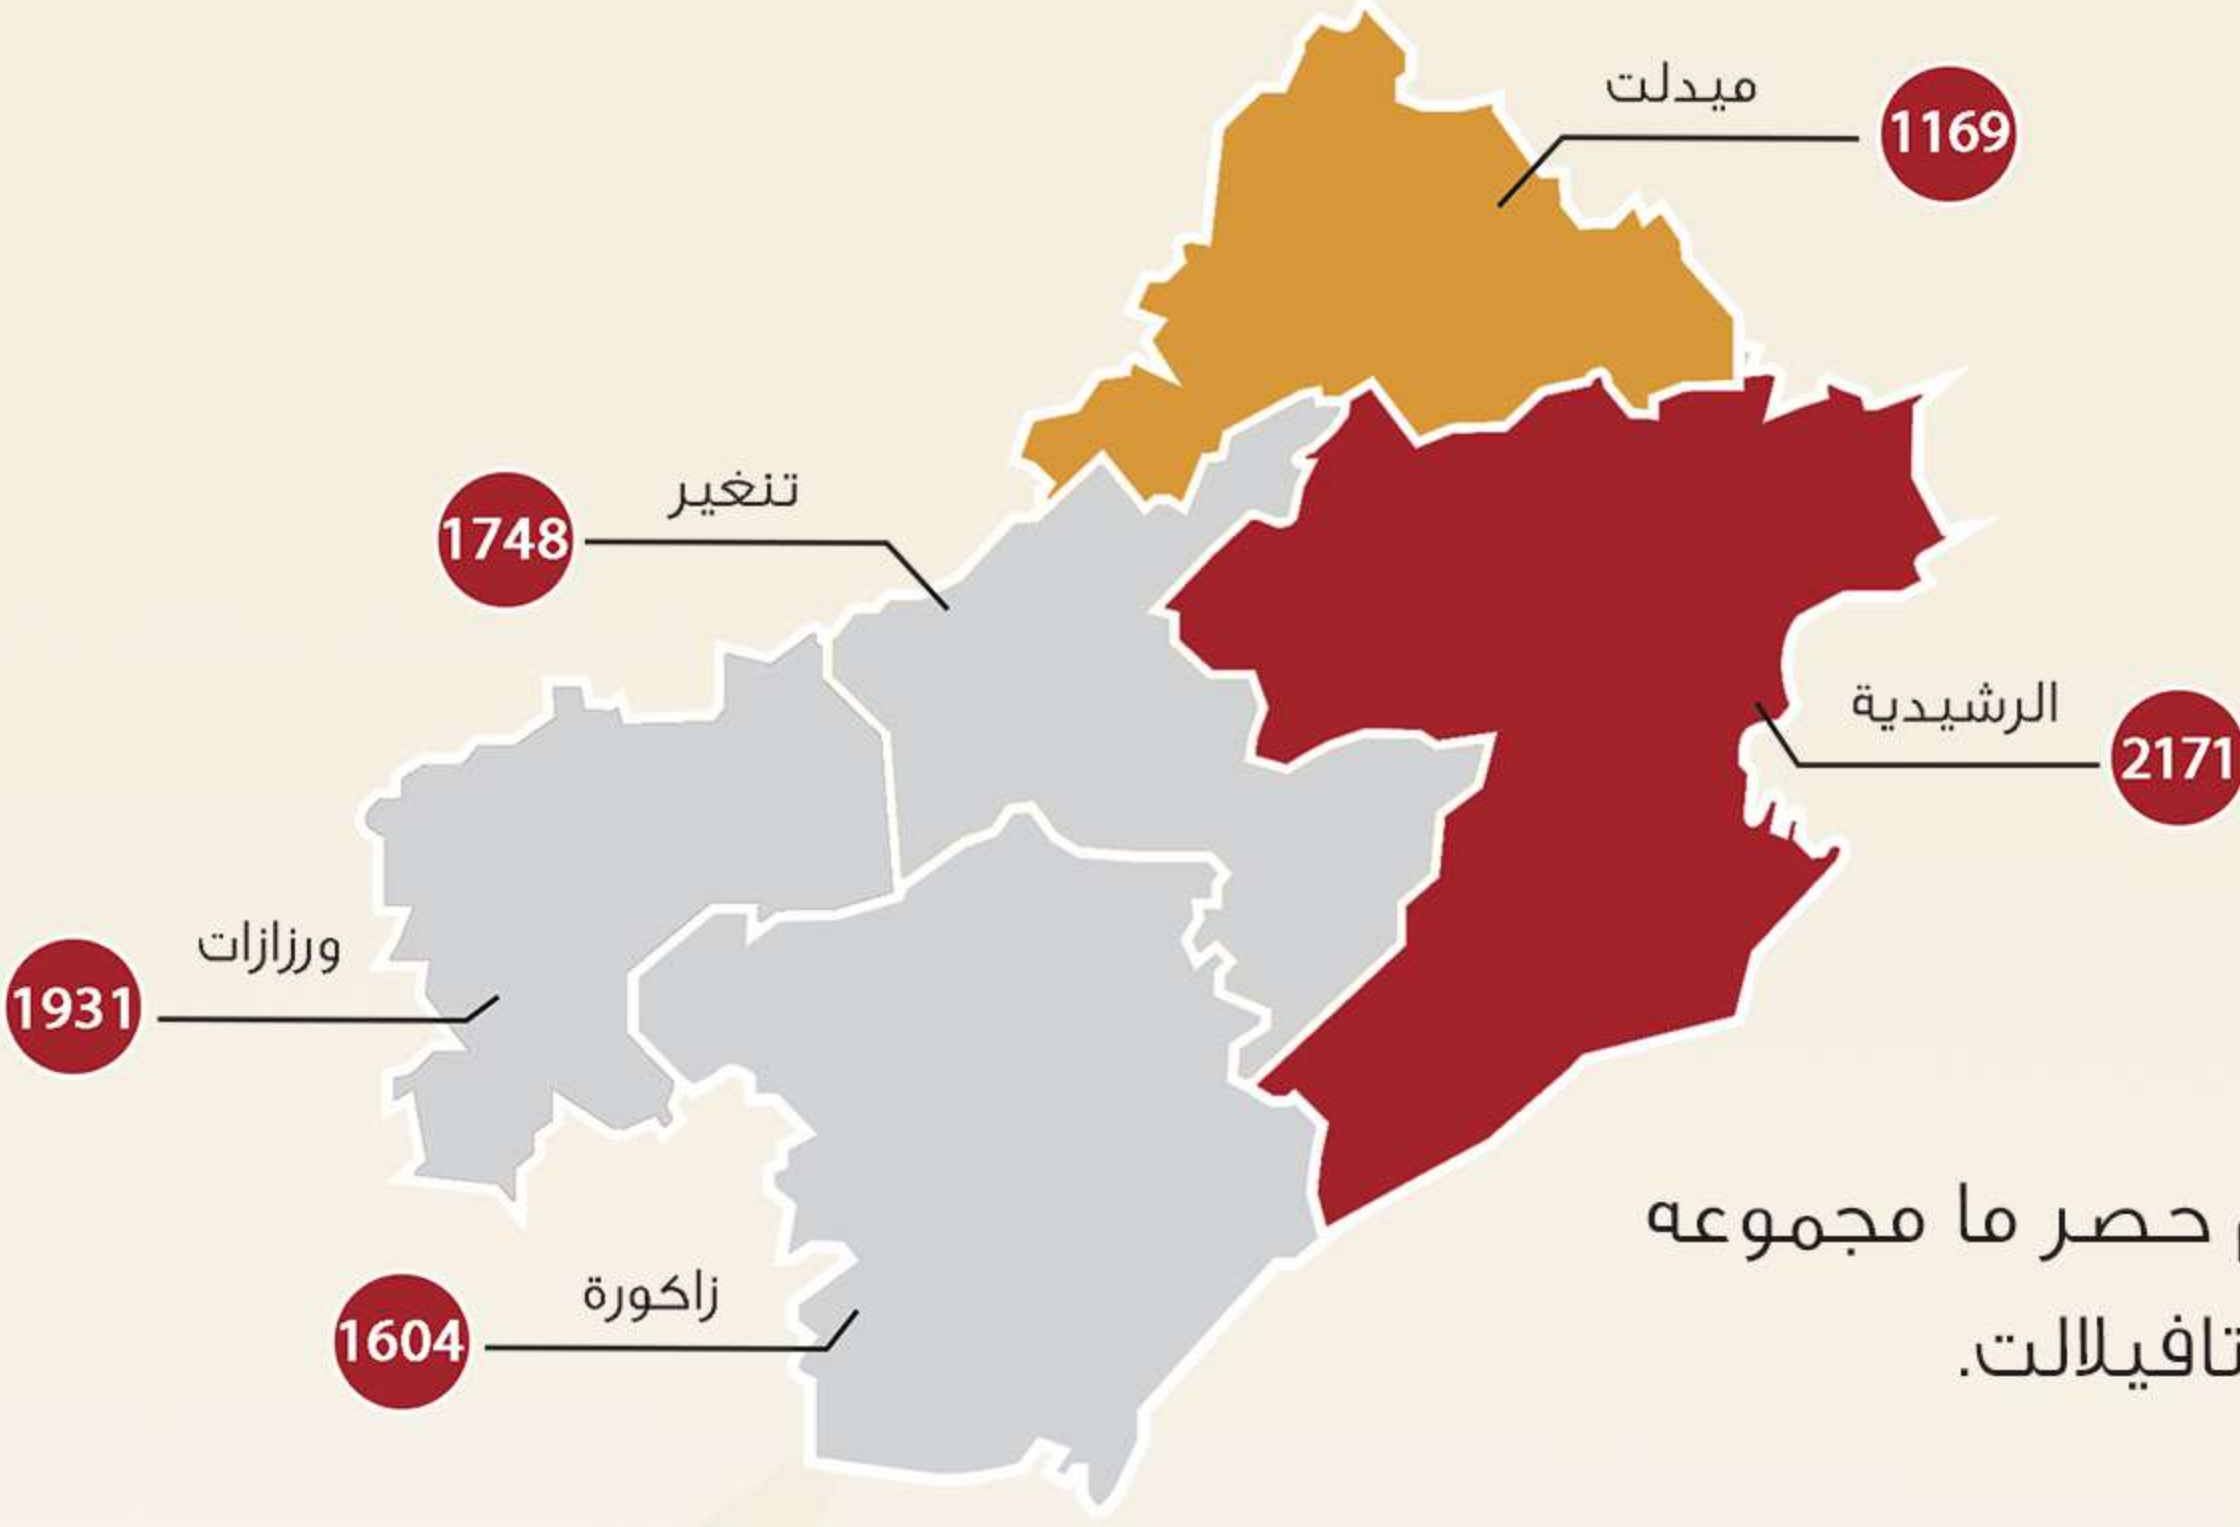 ميدلت
1169
تنغير
1748
الرشيدية
2171
ورزازات
1931
زاكورة
1604
حصر ما مجموعه
تافيلالت.